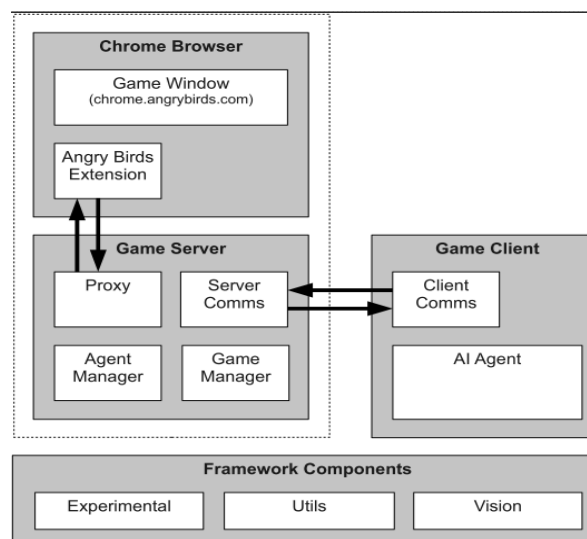 Chrome Browser
Game Window
(chrome.angrybirds.com)
Angry Birds
Extension
Game Server
Proxy
Server
Comms
Agent
Manager
Game
Manager
Game Client
Client
Comms
AI Agent
Framework Components
Experimental
Utils
Vision